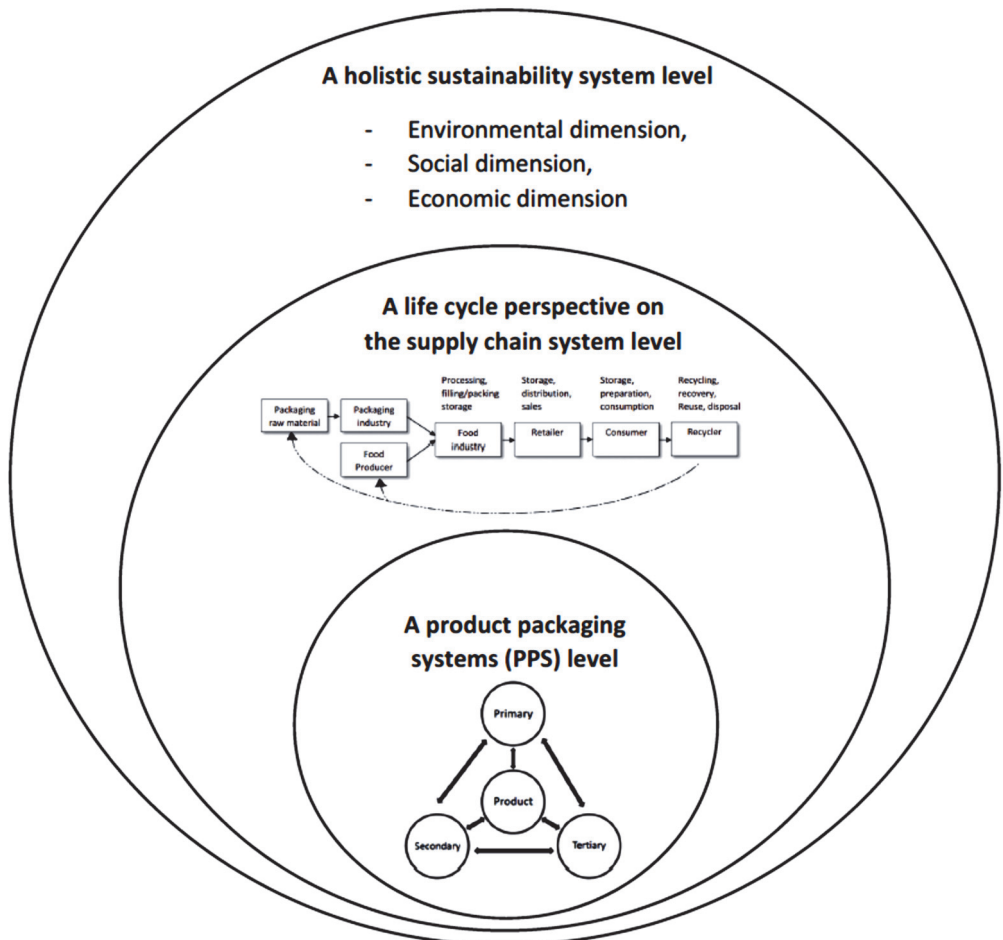 A holistic sustainability system level
- Environmental dimension,
- Social dimension,
- Economic dimension
A life cycle perspective on
the supply chain system level
Processing,
filling/packing
storage
Storage,
distribution,
sales
Storage,
preparation,
consumption
Recycling,
recovery,
Reuse, disposal
Packaging
raw material
Packaging
industry
Food
Producer
Food
industry
Retailer
Consumer
Recycler
A product packaging
systems (PPS) level
Primary
Product
Secondary
Tertiary